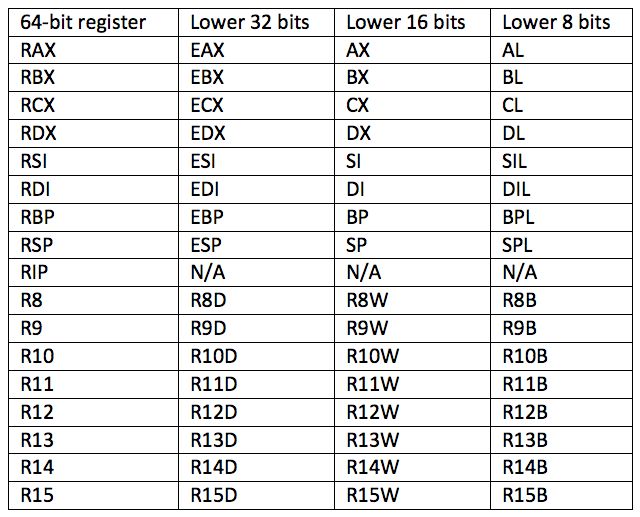 64-bit register Lower 32 bits Lower 16 bits Lower 8 bits
RAX EAX AX AL
RBX EBX BX BL
RCX ECX CX CL
RDX EDX DX DL
RSI ESI SI SIL
RDI EDI DI DIL
RBP EBP BP BPL
RSP ESP SP SPL
RIP N/A N/A N/A
R8 R8D R8W R8B
R9 R9D R9W R9B
R10 R10D R10W R10B
R11 R11D R11W R11B
R12 R12D R12W R12B
R13 R13D R13W R13B
R14 R14D R14W R14B
R15 R15D R15W R15B